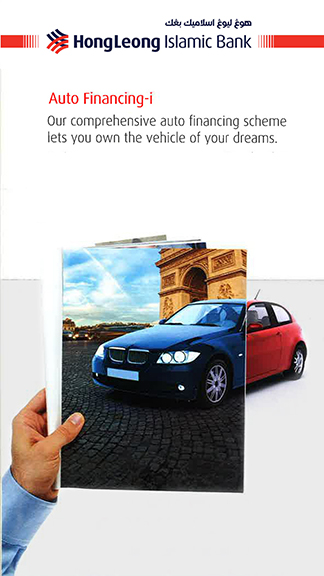 هوڠ ليوڠ اسلاميك بڠك
HongLeong Islamic Bank
Auto Financing-i
Our comprehensive auto financing scheme
lets you own the vehicle of your dreams.